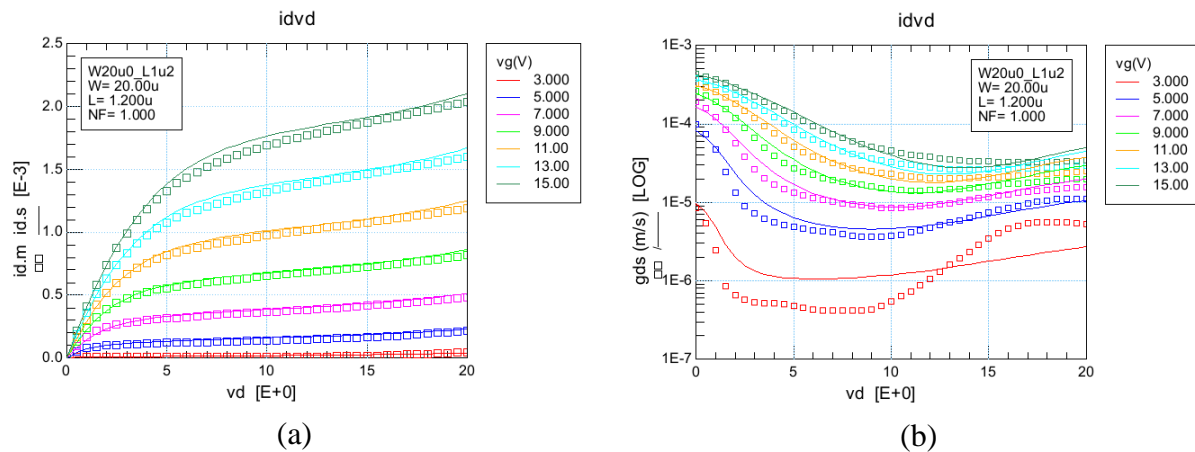 idvd
2.5
2.0
1.5
1.0
0.5
0.0
id.m id.s [E-3]
W20u0_L1u2
W= 20.00u
L= 1.200u
NF= 1.000
0 5 10 15 20
vd [E+0]
vg(V)
3.000
5.000
7.000
9.000
11.00
13.00
15.00
(a)
idvd
1E-3
1E-4
1E-5
1E-6
1E-7
gds (m/s) [LOG]
W20u0_L1u2
W= 20.00u
L= 1.200u
NF= 1.000
0 5 10 15 20
vd [E+0]
vg(V)
3.000
5.000
7.000
9.000
11.00
13.00
15.00
(b)